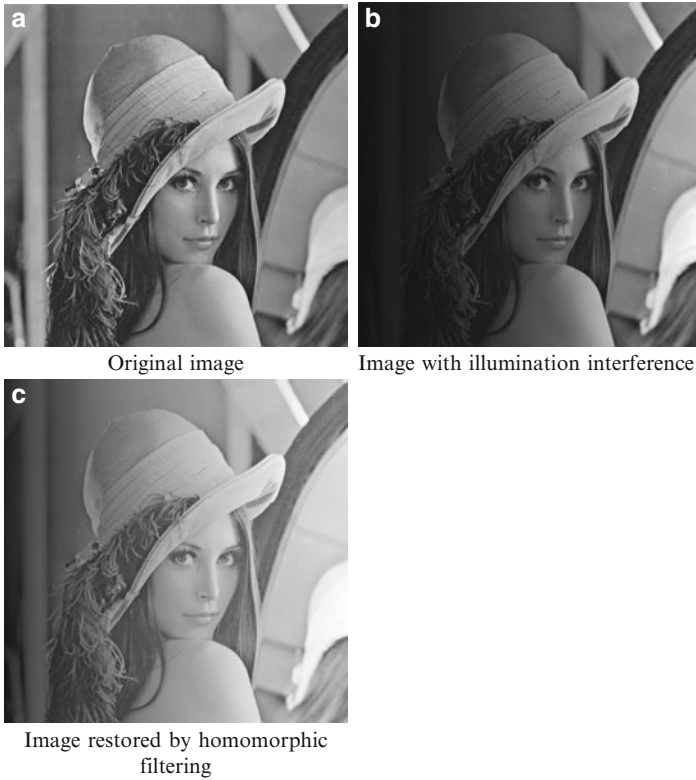 a
b
Original image
Image with illumination interference
c
Image restored by homomorphic
filtering